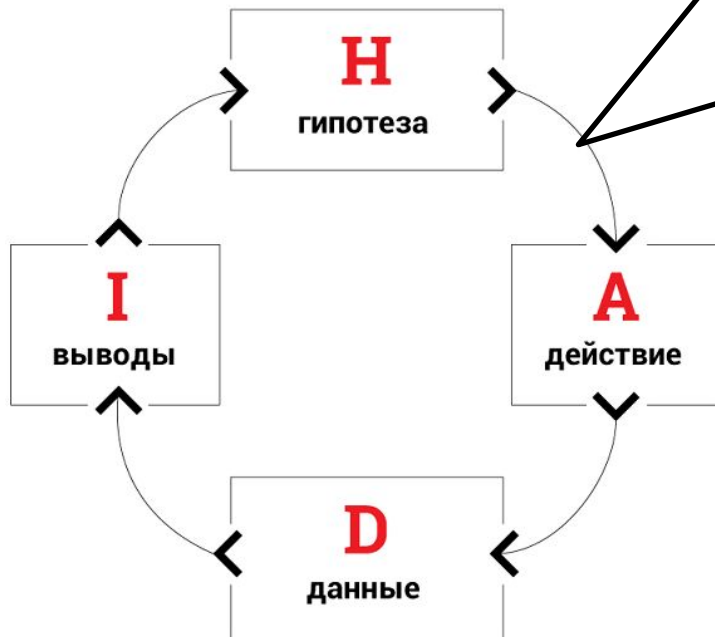 H
гипотеза
I
выводы
A
действие
D
данные